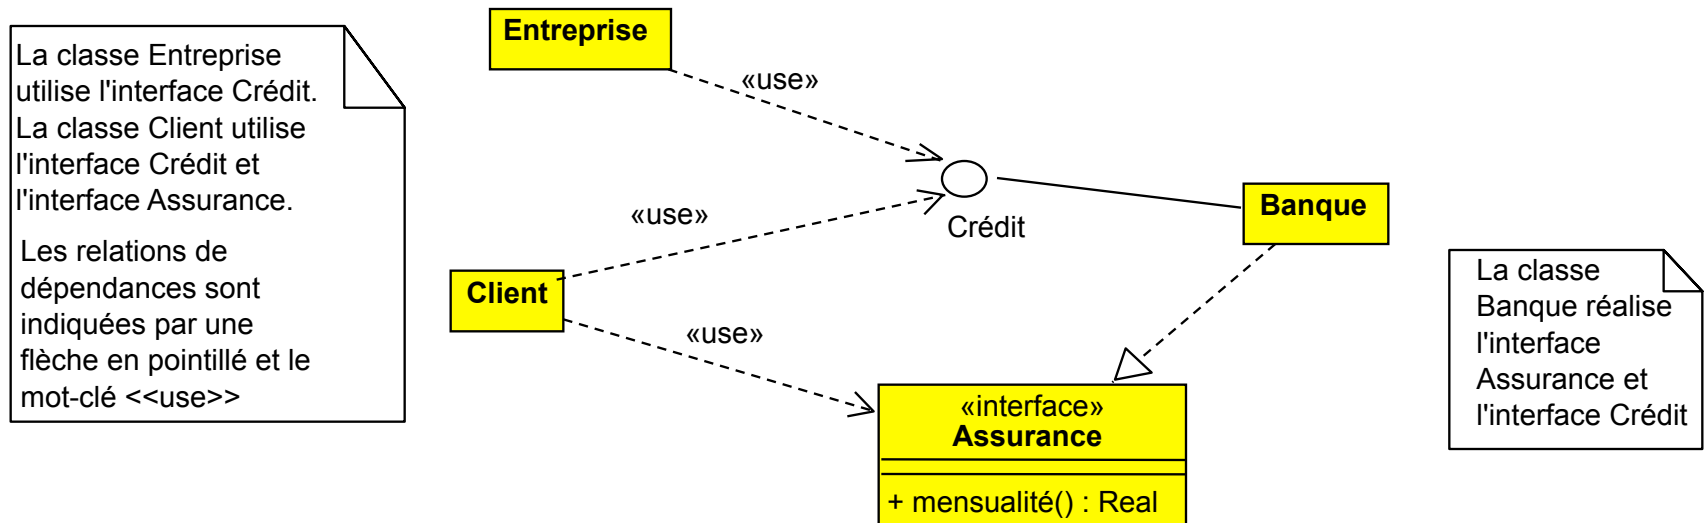 La classe Entreprise
utilise l'interface Crédit.
La classe Client utilise
l'interface Crédit et
l'interface Assurance.
Les relations de
dépendances sont
indiquées par une
flèche en pointillé et le
mot-clé <<use>>
Entreprise
«use»
«use»
Crédit
Banque
Client
«use»
«interface»
Assurance
+ mensualité() : Real
La classe
Banque réalise
l'interface
Assurance et
l'interface Crédit